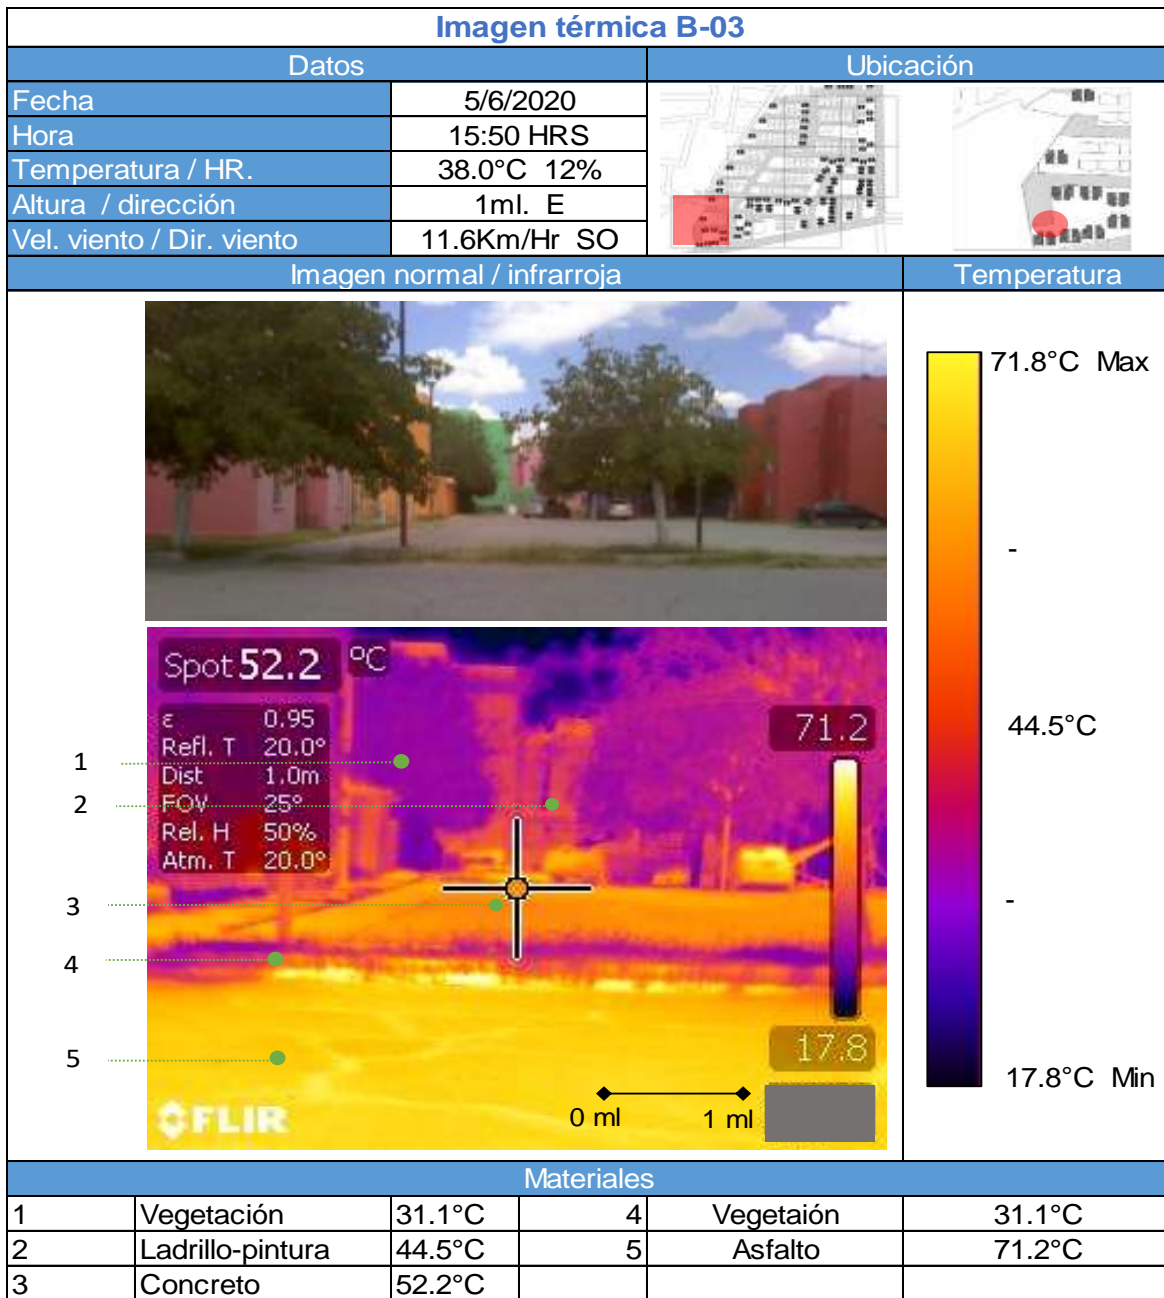 Imagen térmica B-03
Datos Ubicación
Fecha 5/6/2020
Hora 15:50 HRS
Temperatura / HR. 38.0°C 12%
Altura / dirección 1ml. E
Vel. viento / Dir. viento 11.6Km/Hr SO
Imagen normal / infrarroja Temperatura
71.8°C Max
-
44.5°C
-
17.8°C Min
Spot 52.2 °C
ε 0.95
Refl. T 20.0°
Dist 1.0m
FOV 25°
Rel. H 50%
Atm. T 20.0°
71.2
17.8
1
2
3
4
5
0 ml 1 ml
FLIR
Materiales
1 Vegetación 31.1°C 4 Vegetaión 31.1°C
2 Ladrillo-pintura 44.5°C 5 Asfalto 71.2°C
3 Concreto 52.2°C